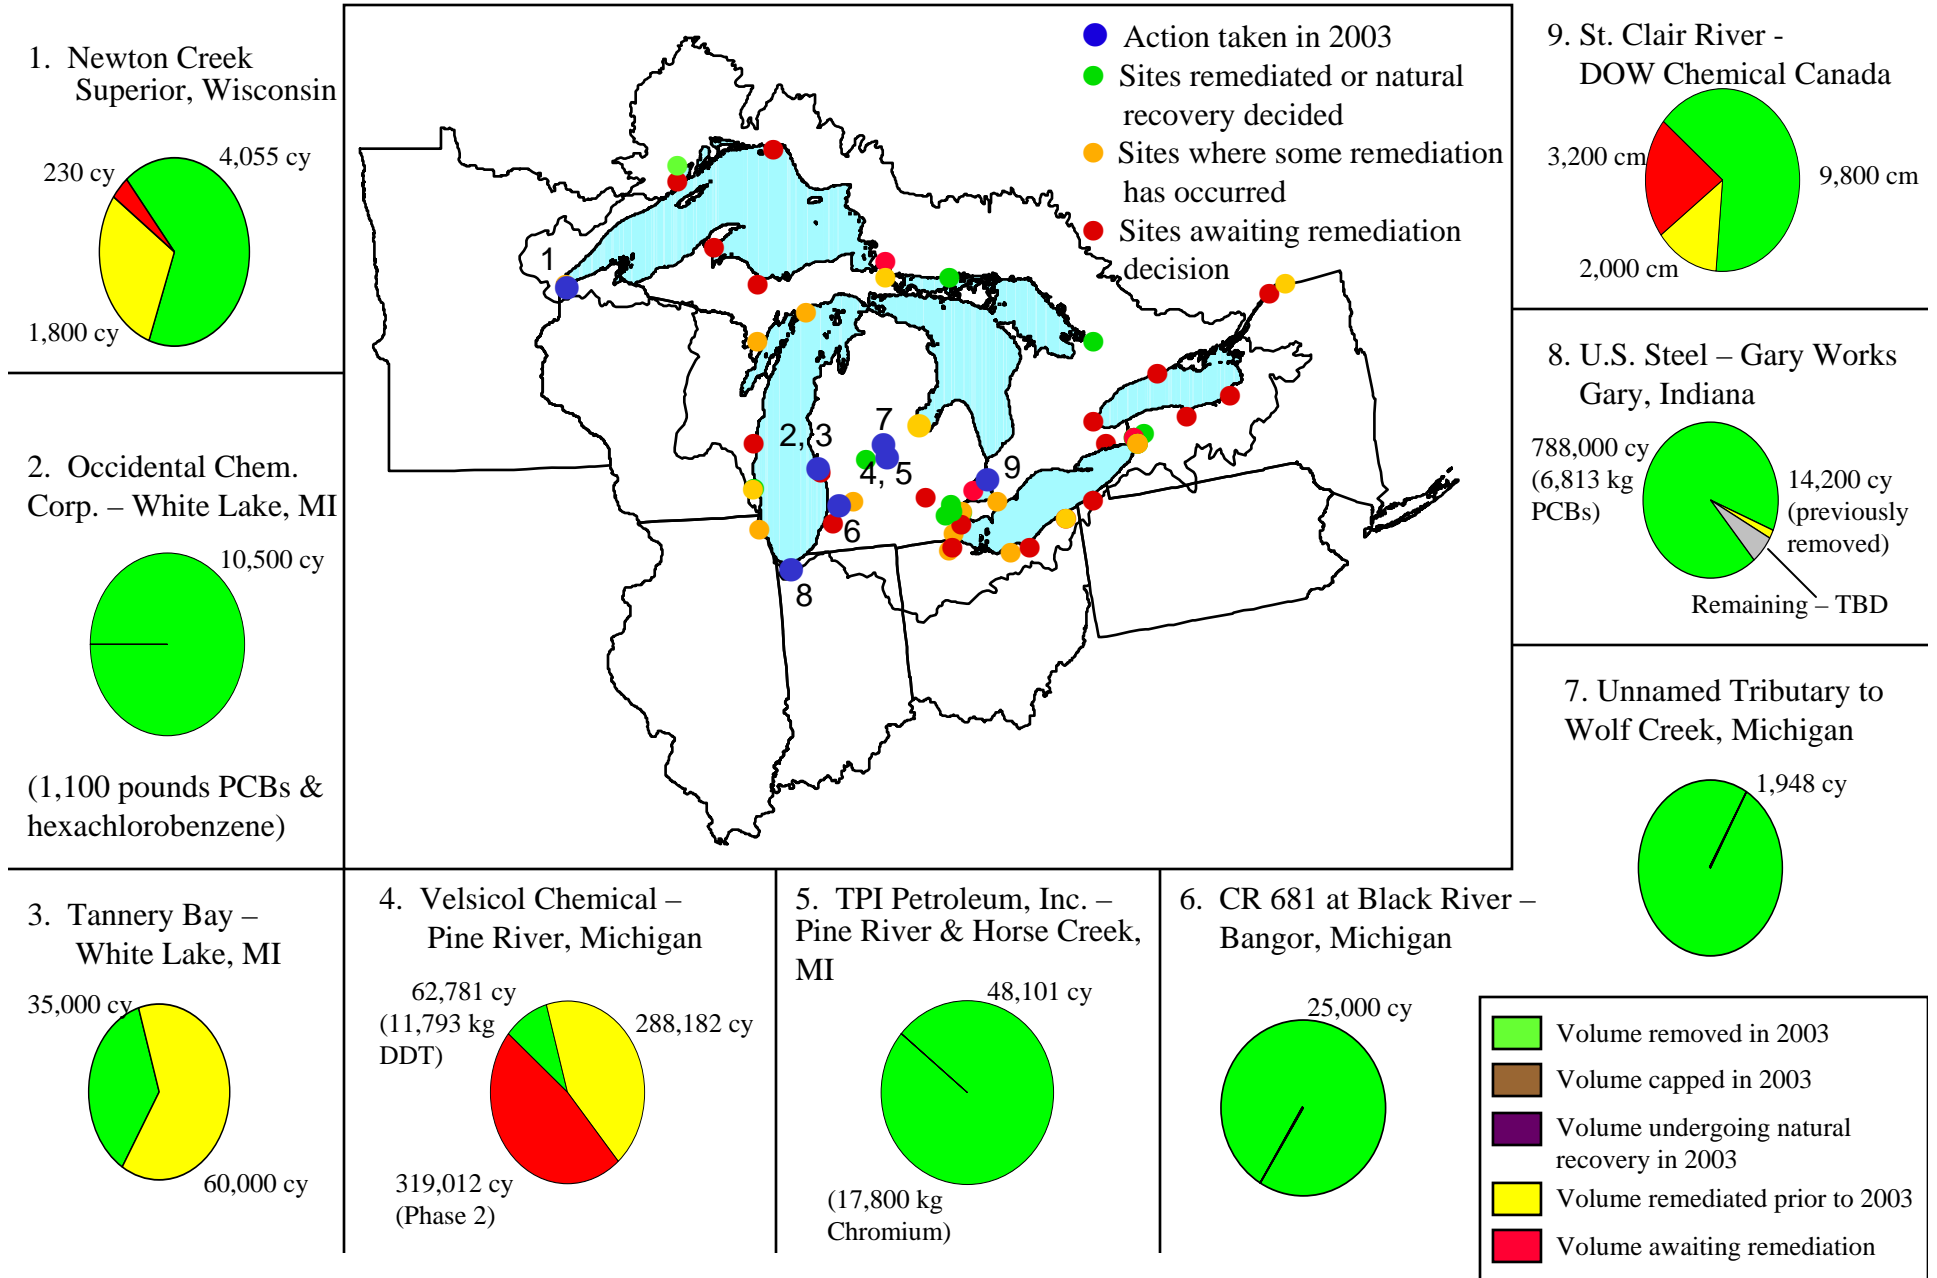 1. Newton Creek
Superior, Wisconsin
230 cy
4,055 cy
1,800 cy
2. Occidental Chem.
Corp. – White Lake, MI
10,500 cy
(1,100 pounds PCBs &
hexachlorobenzene)
3. Tannery Bay –
White Lake, MI
35,000 cy
60,000 cy
Action taken in 2003
Sites remediated or natural
recovery decided
Sites where some remediation
has occurred
Sites awaiting remediation
decision
1
2, 3
7
4, 5
9
6
8
4. Velsicol Chemical –
Pine River, Michigan
62,781 cy
(11,793 kg
DDT)
288,182 cy
319,012 cy
(Phase 2)
5. TPI Petroleum, Inc. –
Pine River & Horse Creek,
MI
48,101 cy
(17,800 kg
Chromium)
6. CR 681 at Black River –
Bangor, Michigan
25,000 cy
9. St. Clair River -
DOW Chemical Canada
3,200 cm
9,800 cm
2,000 cm
8. U.S. Steel – Gary Works
Gary, Indiana
788,000 cy
(6,813 kg
PCBs)
14,200 cy
(previously
removed)
Remaining – TBD
7. Unnamed Tributary to
Wolf Creek, Michigan
1,948 cy
Volume removed in 2003
Volume capped in 2003
Volume undergoing natural
recovery in 2003
Volume remediated prior to 2003
Volume awaiting remediation